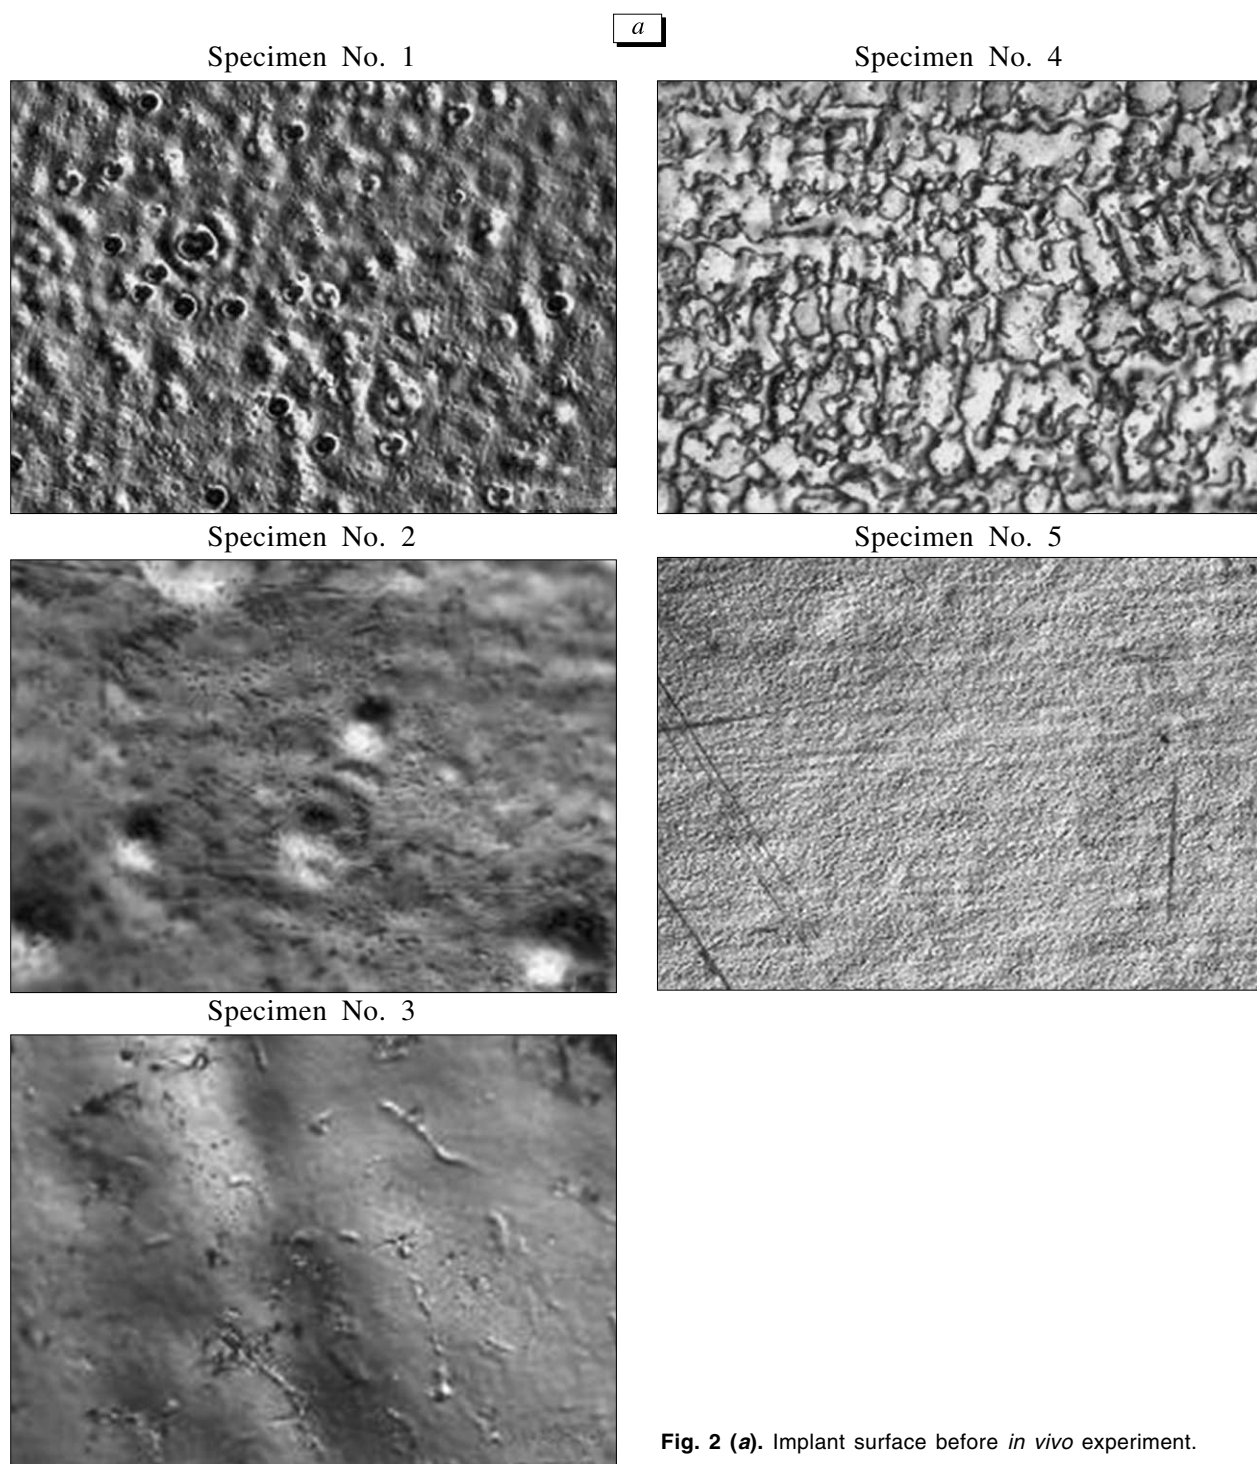 a
Specimen No. 1
Specimen No. 4
Specimen No. 2
Specimen No. 5
Specimen No. 3
Fig. 2 (a). Implant surface before in vivo experiment.